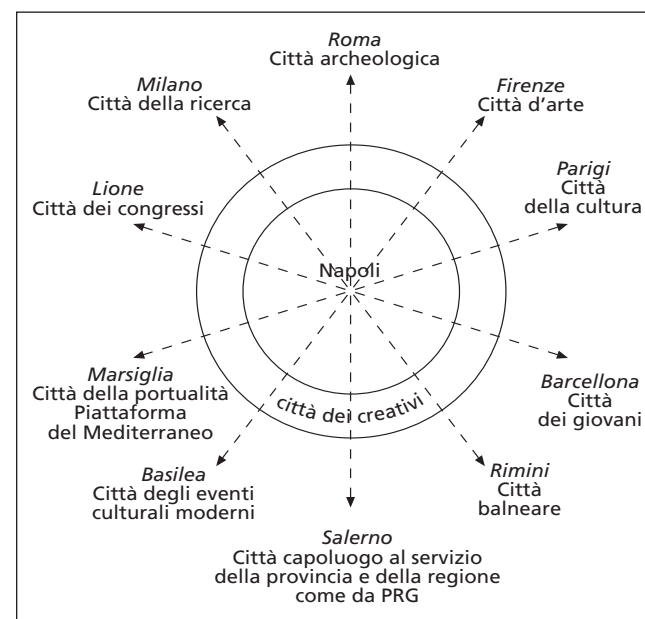 Roma
Città archeologica
Milano
Città della ricerca
Firenze
Città d'arte
Lione
Città dei congressi
Parigi
Città
della cultura
Napoli
Marsiglia
Città della portualità
Piattaforma
del Mediterraneo
città dei creativi
Barcellona
Città
dei giovani
Basilea
Città degli eventi
culturali moderni
Rimini
Città
balneare
Salerno
Città capoluogo al servizio
della provincia e della regione
come da PRG